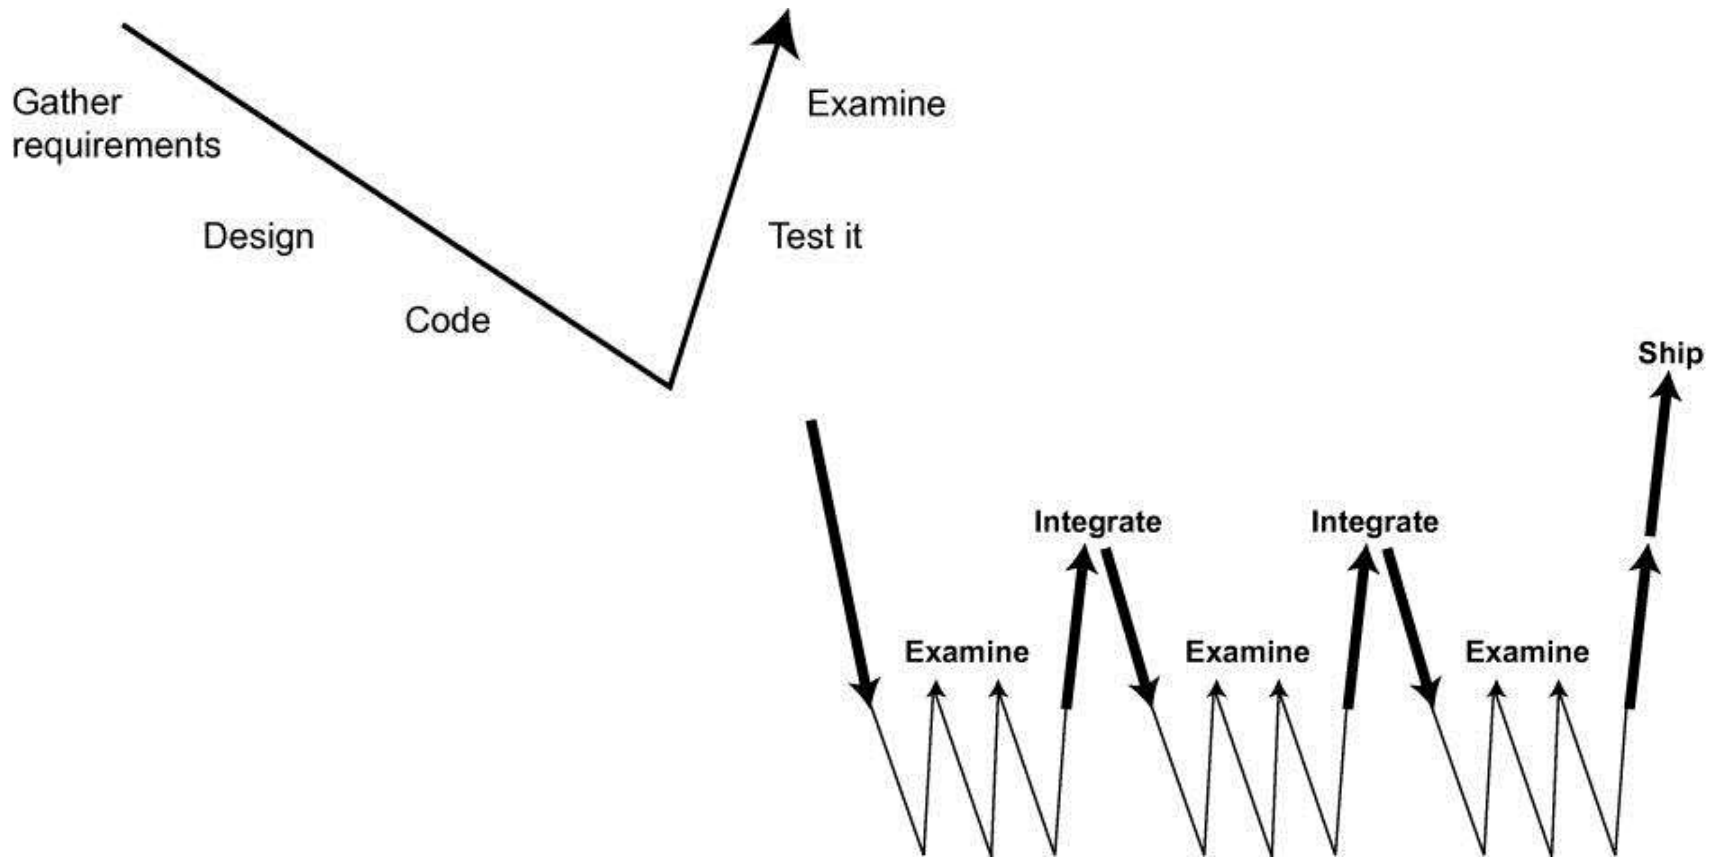 Gather
requirements
Examine
Design
Test it
Code
Ship
Integrate
Integrate
Examine
Examine
Examine